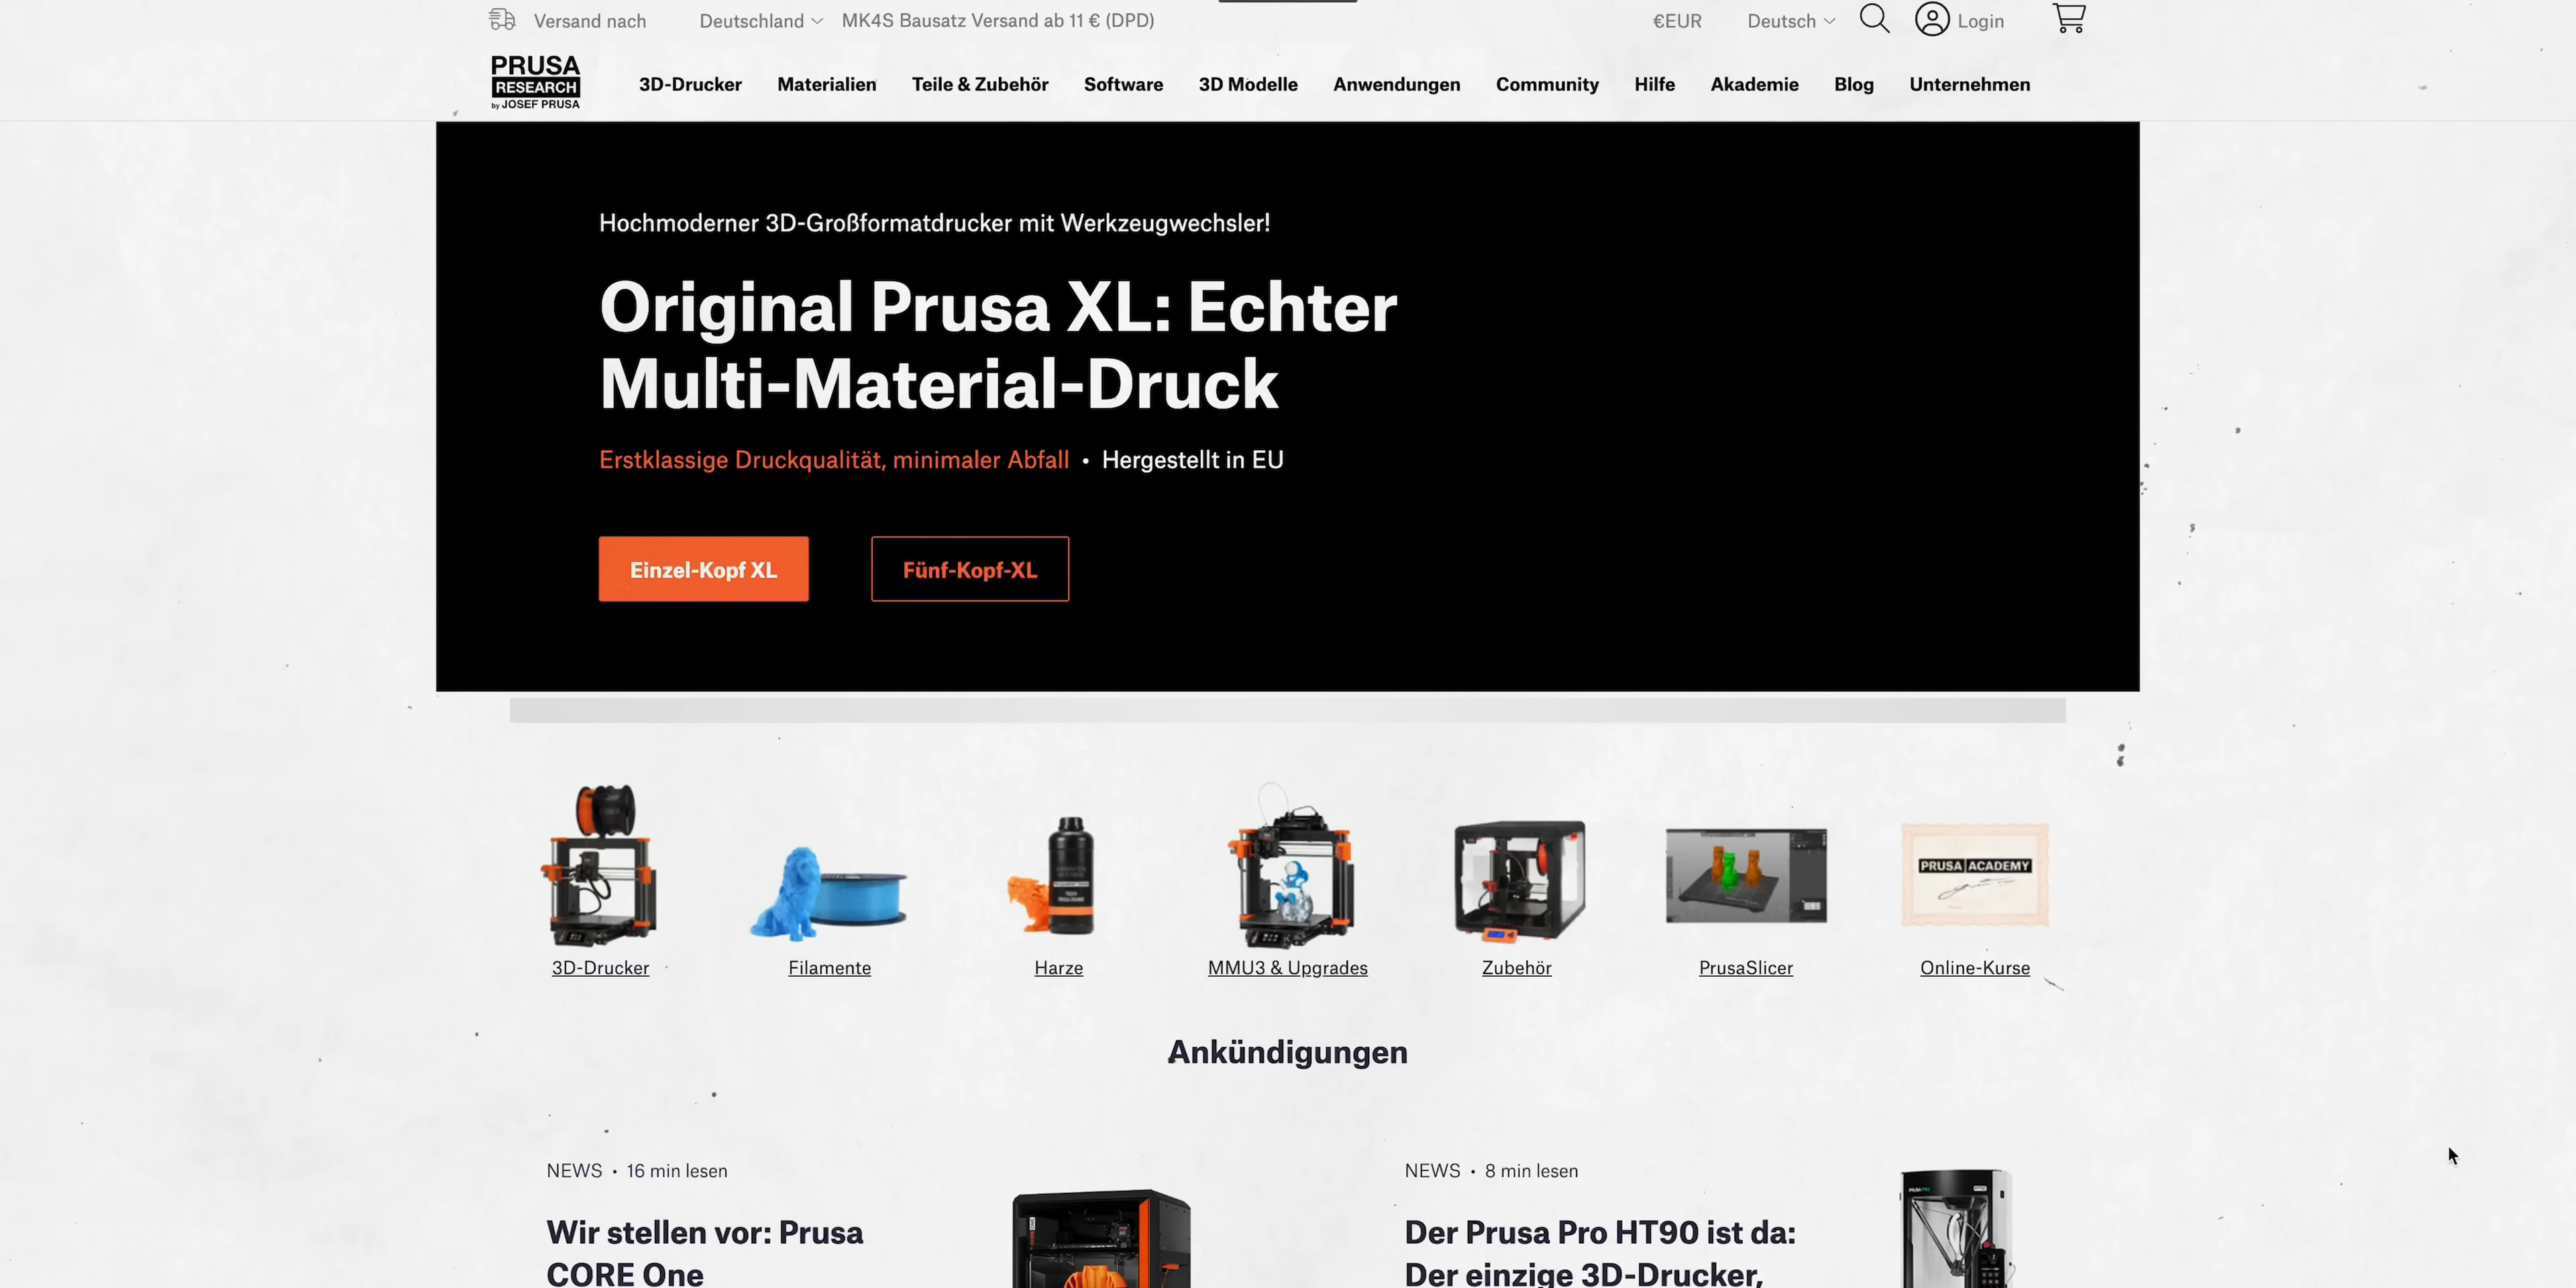 Versand nach Deutschland MK4S Bausatz Versand ab 11 € (DPD) €EUR Deutsch Login
PRUSA
RESEARCH
by JOSEF PRUSA
3D-Drucker Materialien Teile & Zubehör Software 3D Modelle Anwendungen Community Hilfe Akademie Blog Unternehmen
Hochmoderner 3D-Großformatdrucker mit Werkzeugwechsler!
Original Prusa XL: Echter
Multi-Material-Druck
Erstklassige Druckqualität, minimaler Abfall • Hergestellt in EU
Einzel-Kopf XL Fünf-Kopf-XL
PRUSA ACADEMY
3D-Drucker Filamente Harze MMU3 & Upgrades Zubehör PrusaSlicer Online-Kurse
Ankündigungen
NEWS • 16 min lesen
Wir stellen vor: Prusa
CORE One
NEWS • 8 min lesen
Der Prusa Pro HT90 ist da:
Der einzige 3D-Drucker,